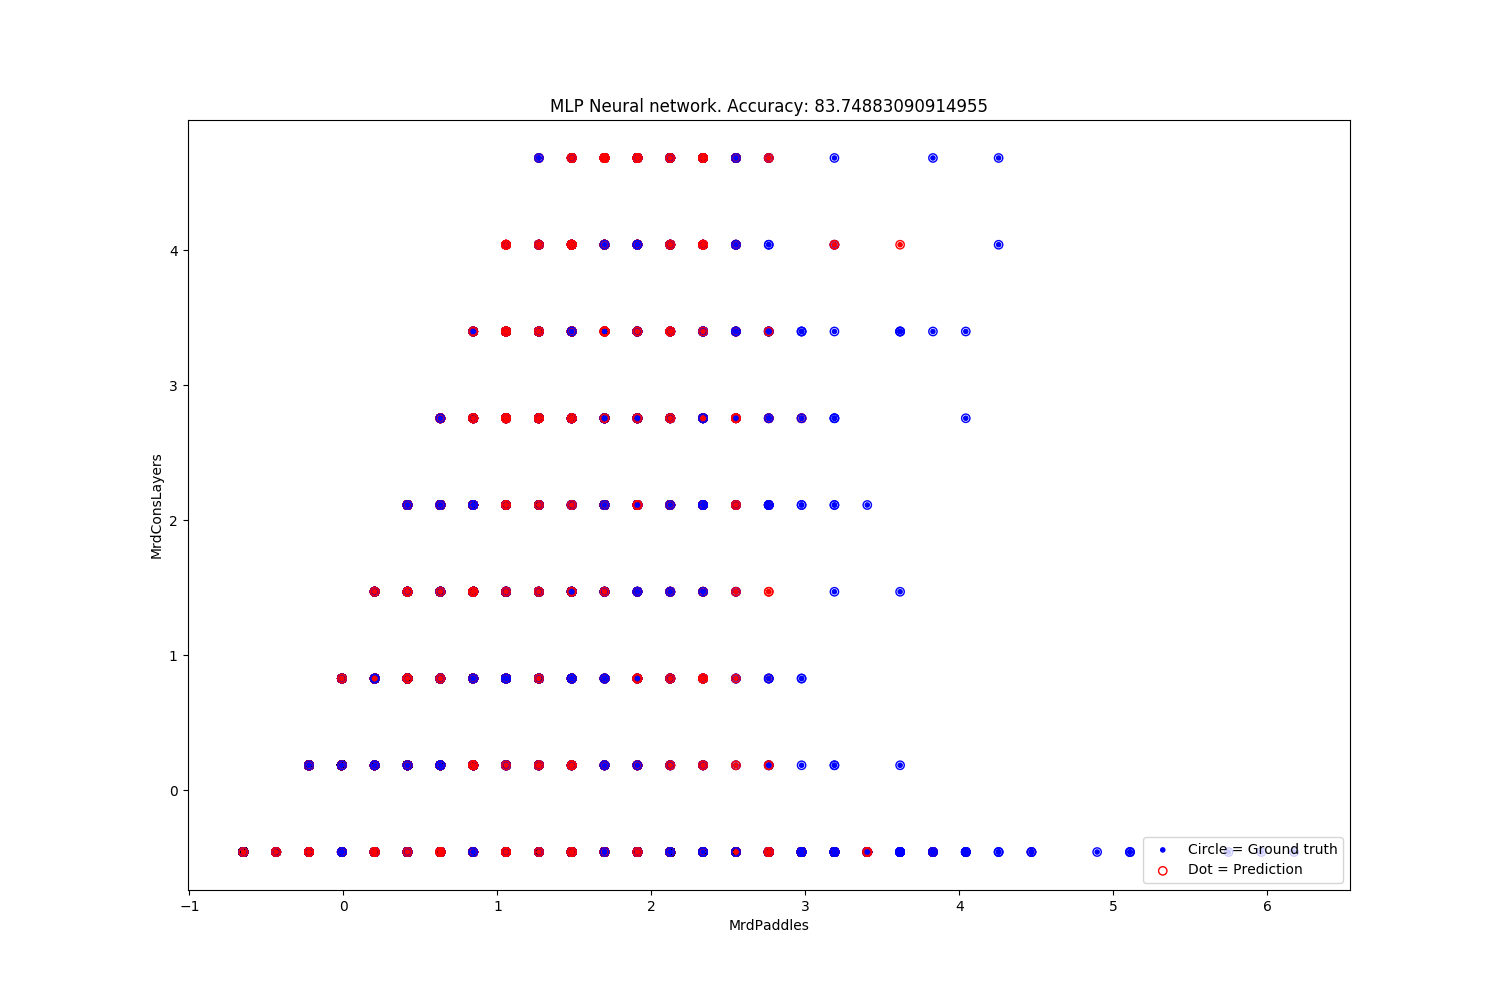 MLP Neural network. Accuracy: 83.74883090914955
4
3
2
1
0
MrdConsLayers
Circle = Ground truth
Dot = Prediction
−1 0 1 2 3 4 5 6
MrdPaddles